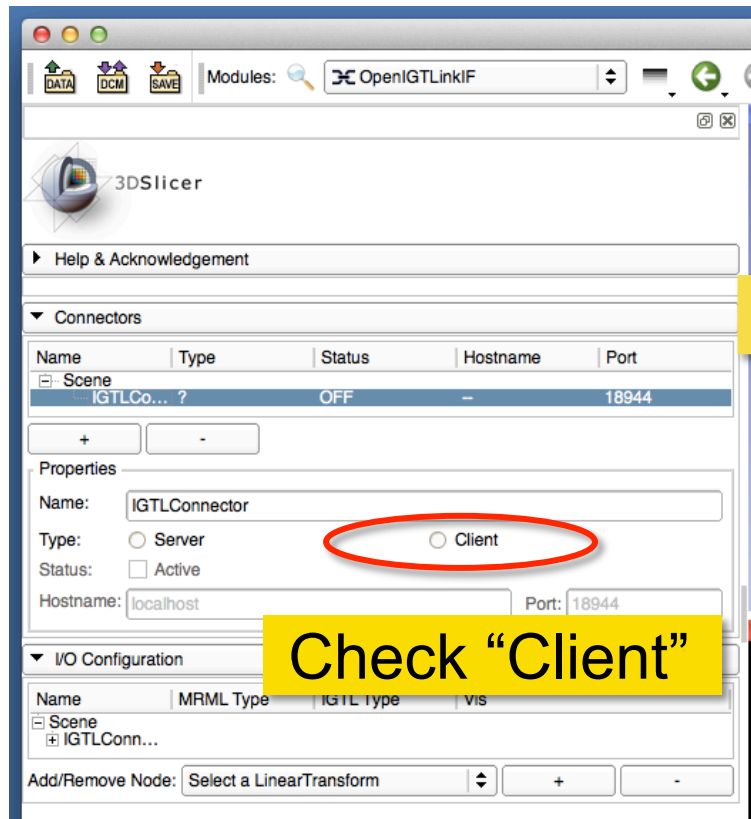 DATA DCM SAVE Modules: OpenIGTLinkIF
3DSlicer
Help & Acknowledgement
Connectors
Name Type Status Hostname Port
Scene
IGTLCo... ? OFF -- 18944
+ -
Properties
Name: IGTLConnector
Type: Server Client
Status: Active
Hostname: localhost Port: 18944
Check “Client”
I/O Configuration
Name MRML Type IGTL Type Vis
Scene
IGTLConn...
Add/Remove Node: Select a LinearTransform + -